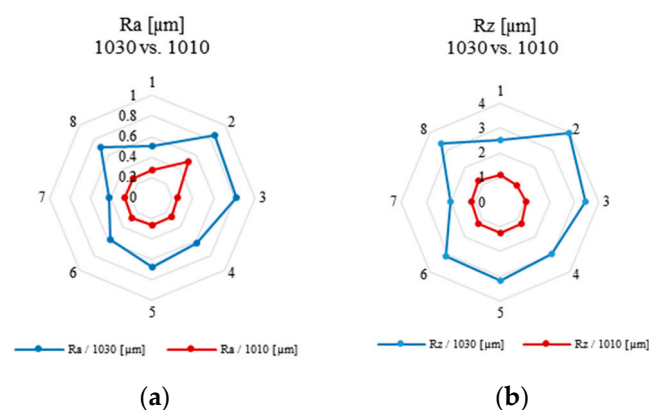 Ra [µm]
1030 vs. 1010
1
1
0.8
0.6
0.4
0.2
0
2
3
4
5
6
7
8
Ra / 1030 [µm]
Ra / 1010 [µm]
(a)
Rz [µm]
1030 vs. 1010
1
4
3
2
1
0
2
3
4
5
6
7
8
Rz / 1030 [µm]
Rz / 1010 [µm]
(b)